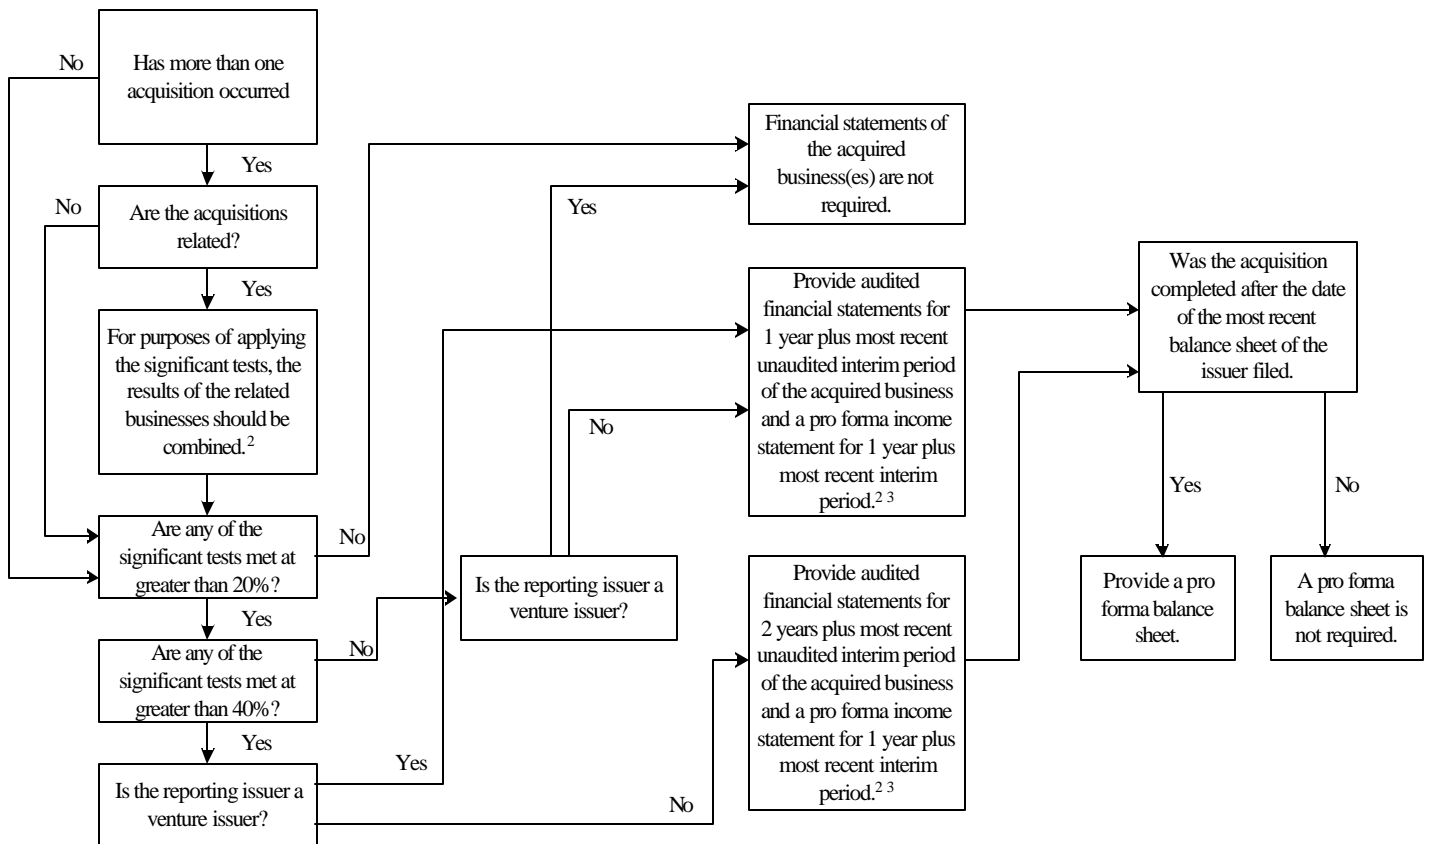 No
Has more than one
acquisition occurred
Yes
No
Are the acquisitions
related?
Yes
For purposes of applying
the significant tests, the
results of the related
businesses should be
combined.2
Are any of the
significant tests met at
greater than 20%?
No
Yes
Are any of the
significant tests met at
greater than 40%?
No
Yes
Is the reporting issuer a
venture issuer?
Yes
No
Is the reporting issuer a
venture issuer?
Yes
No
Financial statements of
the acquired
business(es) are not
required.
Provide audited
financial statements for
1 year plus most recent
unaudited interim period
of the acquired business
and a pro forma income
statement for 1 year plus
most recent interim
period.2 3
Provide audited
financial statements for
2 years plus most recent
unaudited interim period
of the acquired business
and a pro forma income
statement for 1 year plus
most recent interim
period.2 3
Was the acquisition
completed after the date
of the most recent
balance sheet of the
issuer filed.
Yes
No
Provide a pro
forma balance
sheet.
A pro forma
balance sheet is
not required.